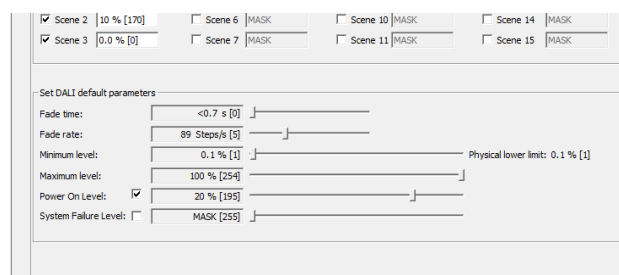 Scene 2 10 % [170] Scene 6 MASK Scene 10 MASK Scene 14 MASK
Scene 3 0.0 % [0] Scene 7 MASK Scene 11 MASK Scene 15 MASK
Set DALI default parameters
Fade time: <0.7 s [0]
Fade rate: 89 Steps/s [5]
Minimum level: 0.1 % [1] Physical lower limit: 0.1 % [1]
Maximum level: 100 % [254]
Power On Level: 20 % [195]
System Failure Level: MASK [255]